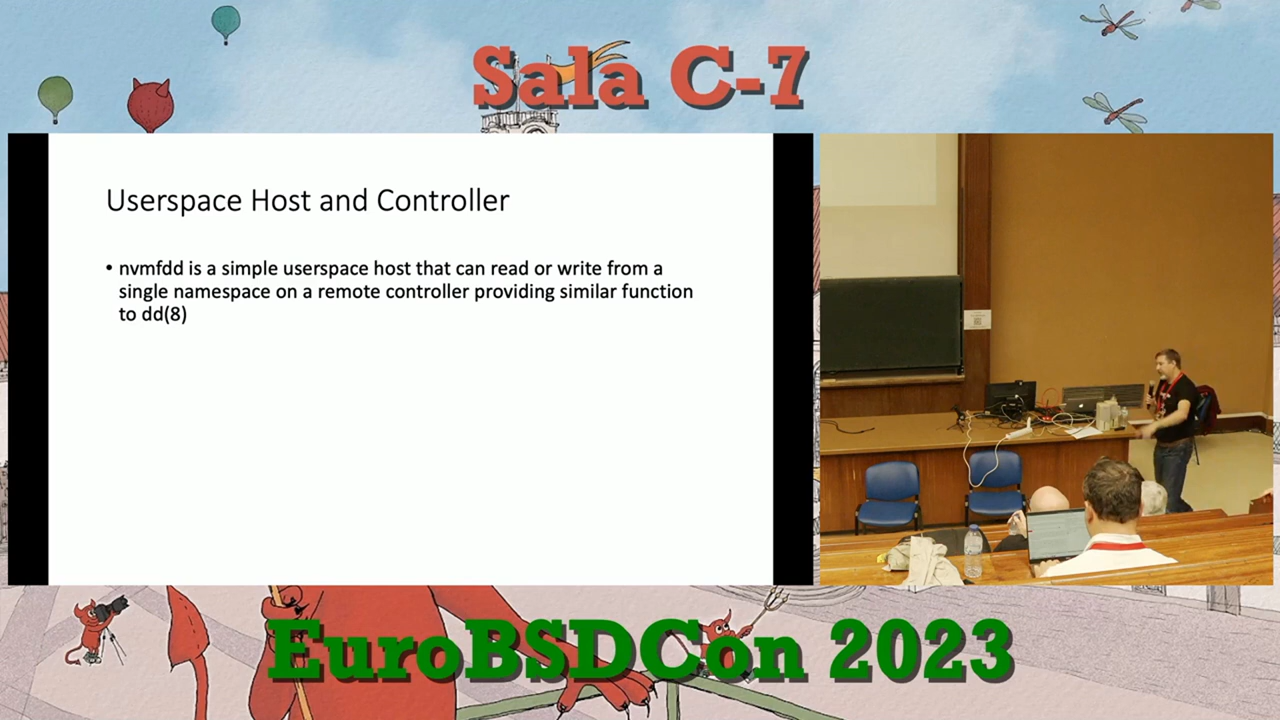 Sala C-7
Userspace Host and Controller
• nvmfdd is a simple userspace host that can read or write from a
single namespace on a remote controller providing similar function
to dd(8)
EuroBSDCon 2023